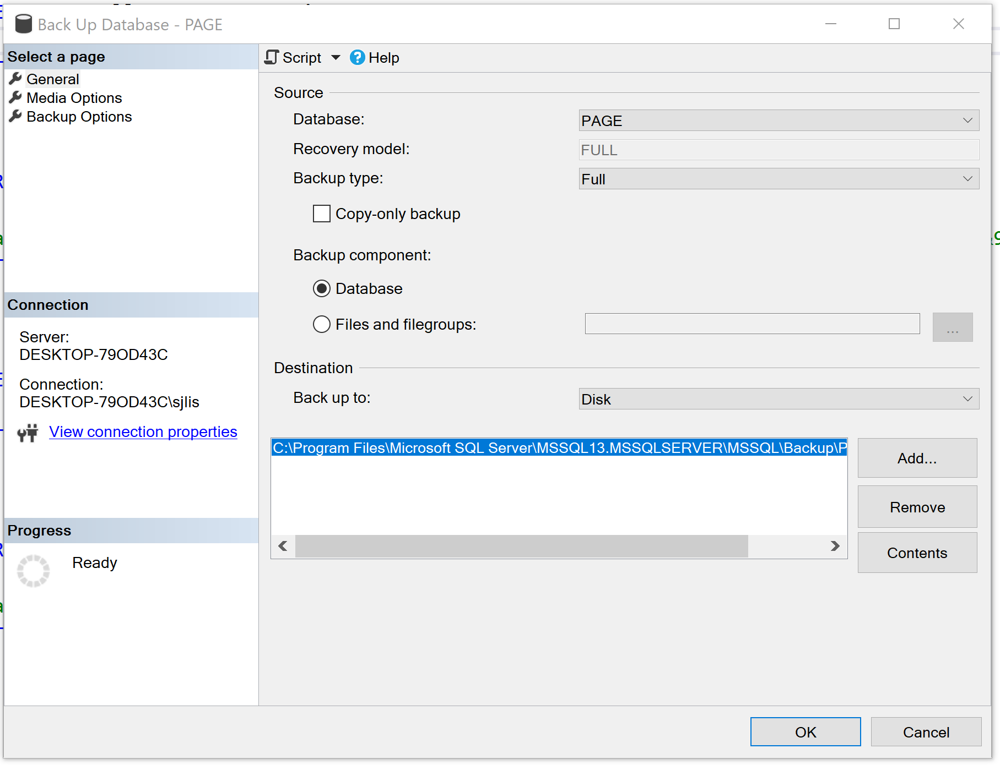 Back Up Database - PAGE
Select a page
General
Media Options
Backup Options
Connection
Server:
DESKTOP-79OD43C
Connection:
DESKTOP-79OD43C\sjlis
View connection properties
Progress
Ready
Script
Help
Source
Database:
PAGE
Recovery model:
FULL
Backup type:
Full
Copy-only backup
Backup component:
Database
Files and filegroups:
...
Destination
Back up to:
Disk
C:\Program Files\Microsoft SQL Server\MSSQL13.MSSQLSERVER\MSSQL\Backup\P
Add...
Remove
Contents
OK
Cancel